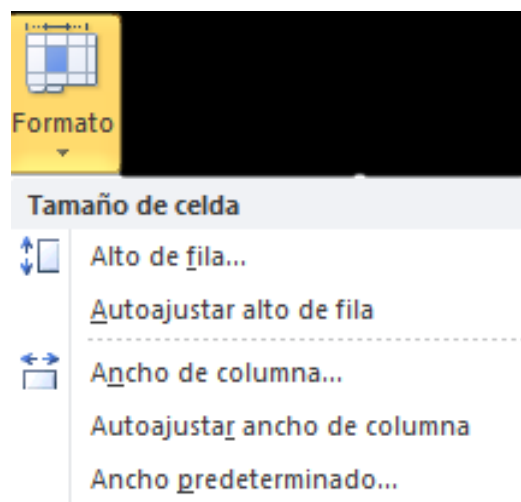 Formato
Tamaño de celda
Alto de fila...
Autoajustar alto de fila
Ancho de columna...
Autoajustar ancho de columna
Ancho predeterminado...